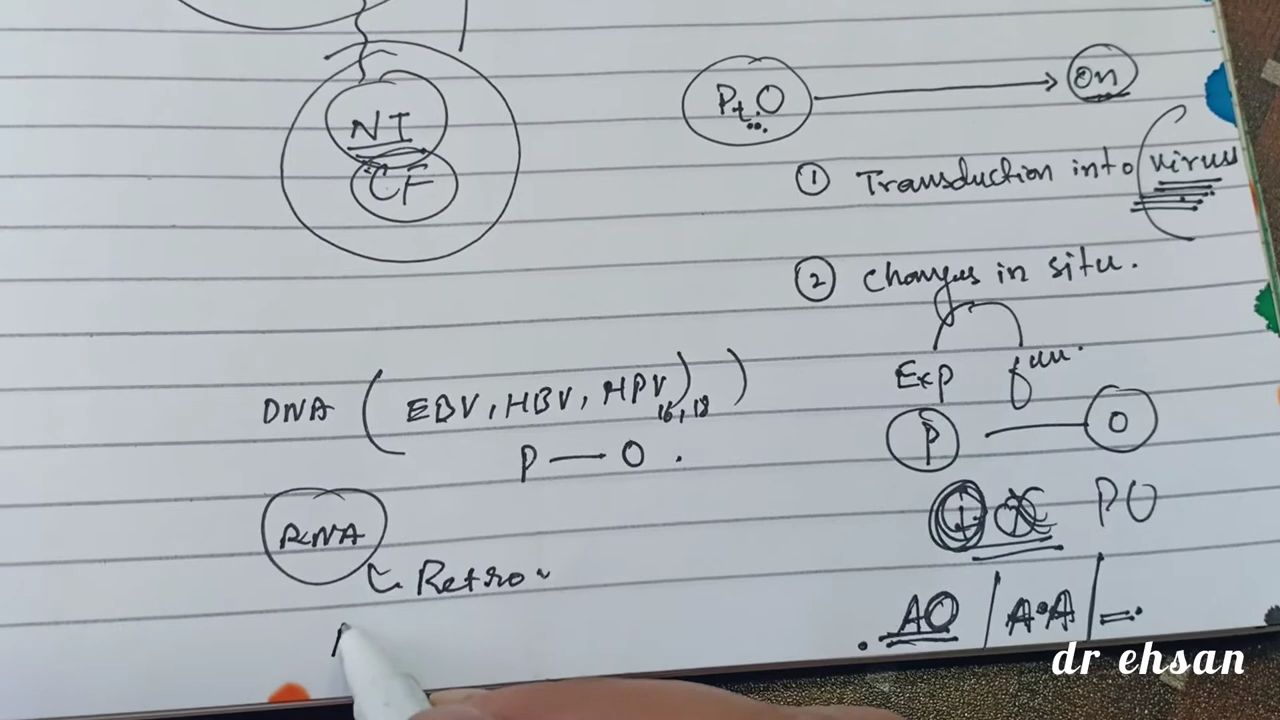 NI
CF
Pt.O
on
① Transduction into (virus
② Changes in situ.
Exp fun.
P — O
PO
AO / A.A / =.
DNA ( EBV, HBV, HPV 16, 18 )
P — O .
RNA
Retro
dr ehsan